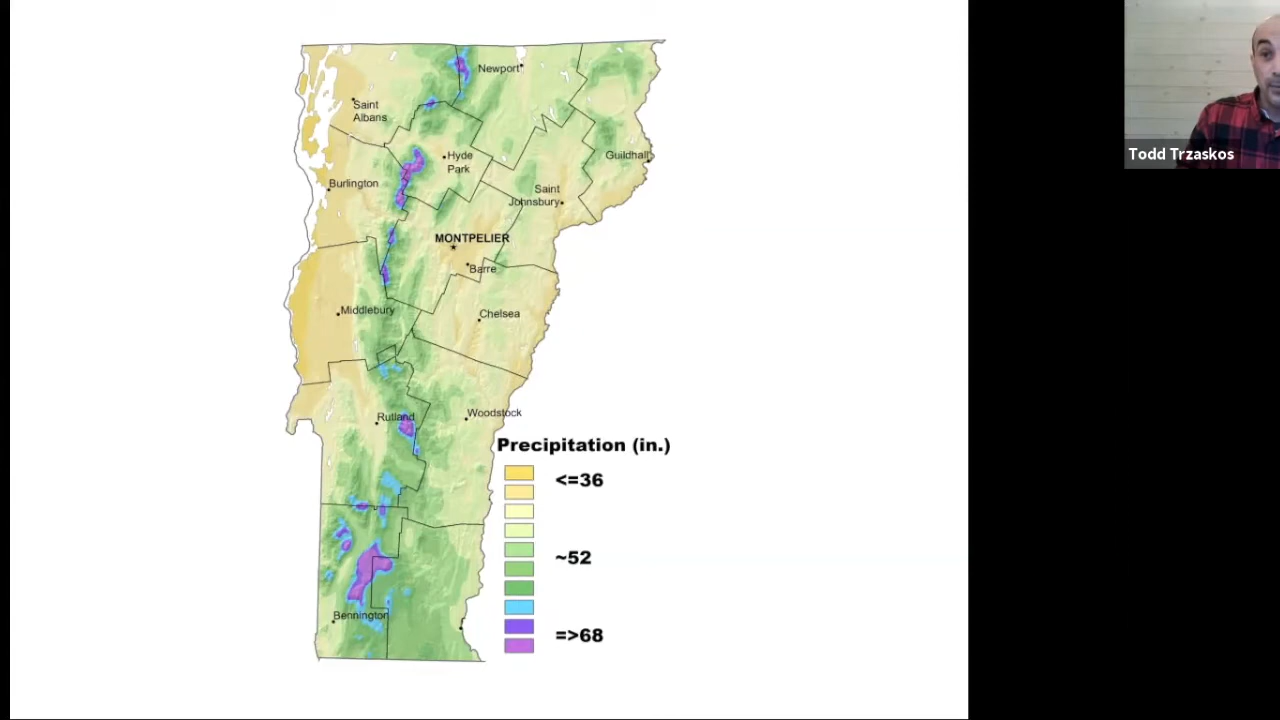 Newport
Saint
Albans
Hyde
Park
Guildhall
Burlington
Saint
Johnsbury
MONTPELIER
Barre
Middlebury
Chelsea
Rutland
Woodstock
Bennington
Precipitation (in.)
<=36
~52
=>68
Todd Trzaskos